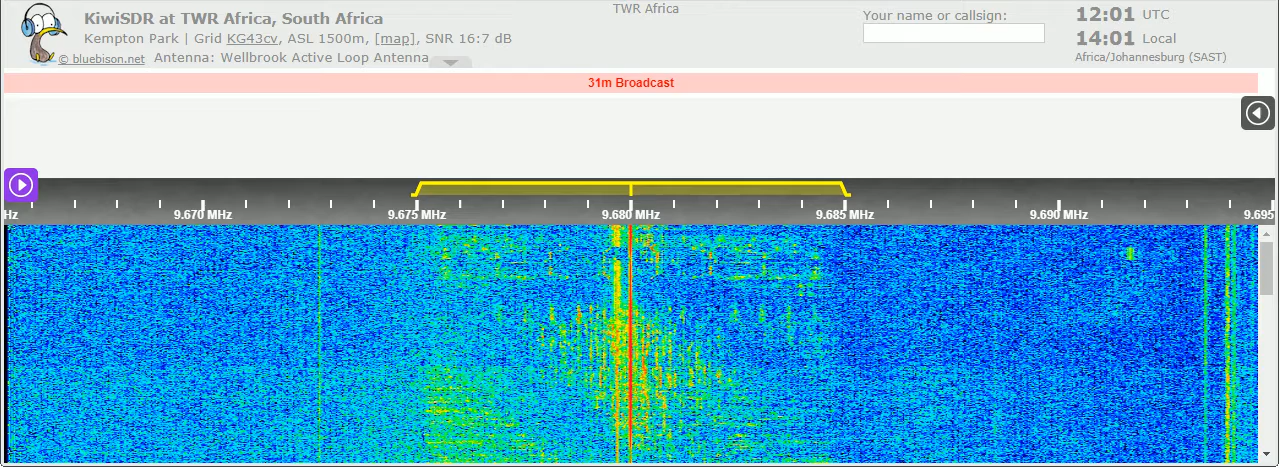 KiwiSDR at TWR Africa, South Africa
Kempton Park | Grid KG43cv, ASL 1500m, [map], SNR 16:7 dB
© bluebison.net Antenna: Wellbrook Active Loop Antenna
TWR Africa
Your name or callsign:
12:01 UTC
14:01 Local
Africa/Johannesburg (SAST)
31m Broadcast
Hz 9.670 MHz 9.675 MHz 9.680 MHz 9.685 MHz 9.690 MHz 9.695